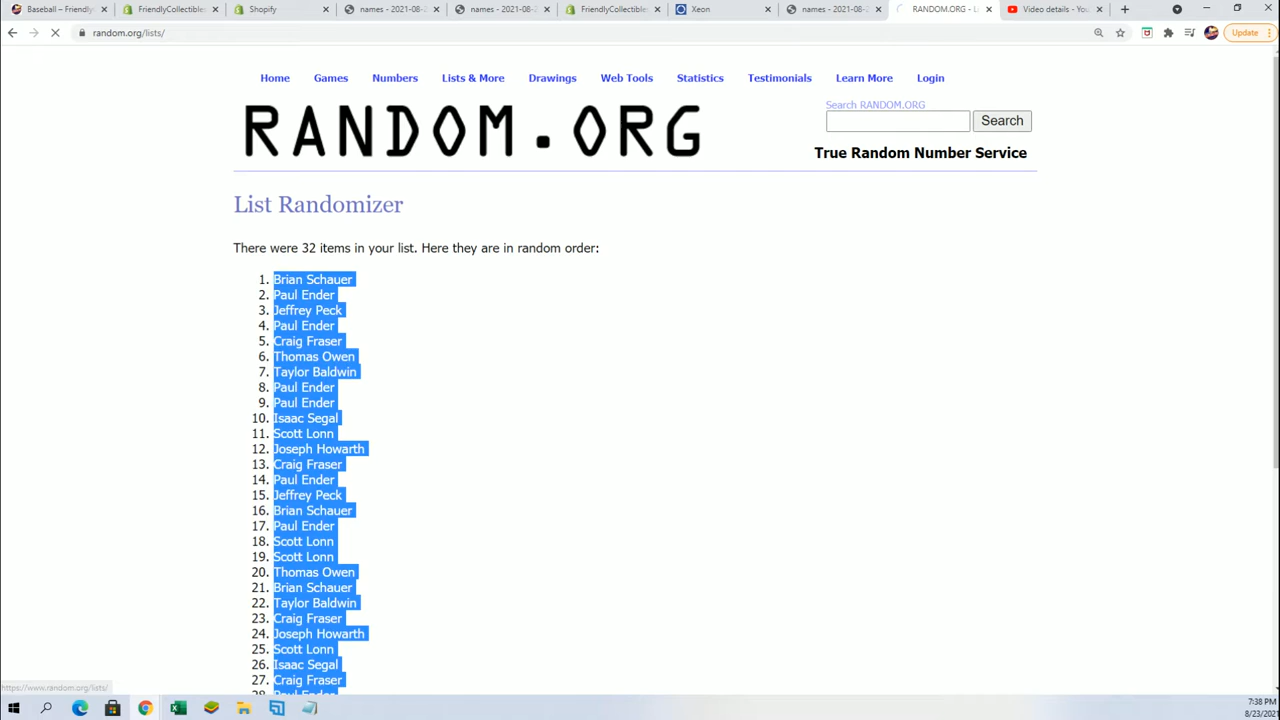 Baseball – Friendly
FriendlyCollectibles
Shopify
names - 2021-08-2
names - 2021-08-2
FriendlyCollectibles
Xeon
names - 2021-08-2
RANDOM.ORG - L
Video details - You
random.org/lists/
Update
Home Games Numbers Lists & More Drawings Web Tools Statistics Testimonials Learn More Login
RANDOM.ORG
Search RANDOM.ORG
Search
True Random Number Service
List Randomizer
There were 32 items in your list. Here they are in random order:
1. Brian Schauer
2. Paul Ender
3. Jeffrey Peck
4. Paul Ender
5. Craig Fraser
6. Thomas Owen
7. Taylor Baldwin
8. Paul Ender
9. Paul Ender
10. Isaac Segal
11. Scott Lonn
12. Joseph Howarth
13. Craig Fraser
14. Paul Ender
15. Jeffrey Peck
16. Brian Schauer
17. Paul Ender
18. Scott Lonn
19. Scott Lonn
20. Thomas Owen
21. Brian Schauer
22. Taylor Baldwin
23. Craig Fraser
24. Joseph Howarth
25. Scott Lonn
26. Isaac Segal
27. Craig Fraser
28. Paul Ender
https://www.random.org/lists/
7:38 PM
8/23/2021